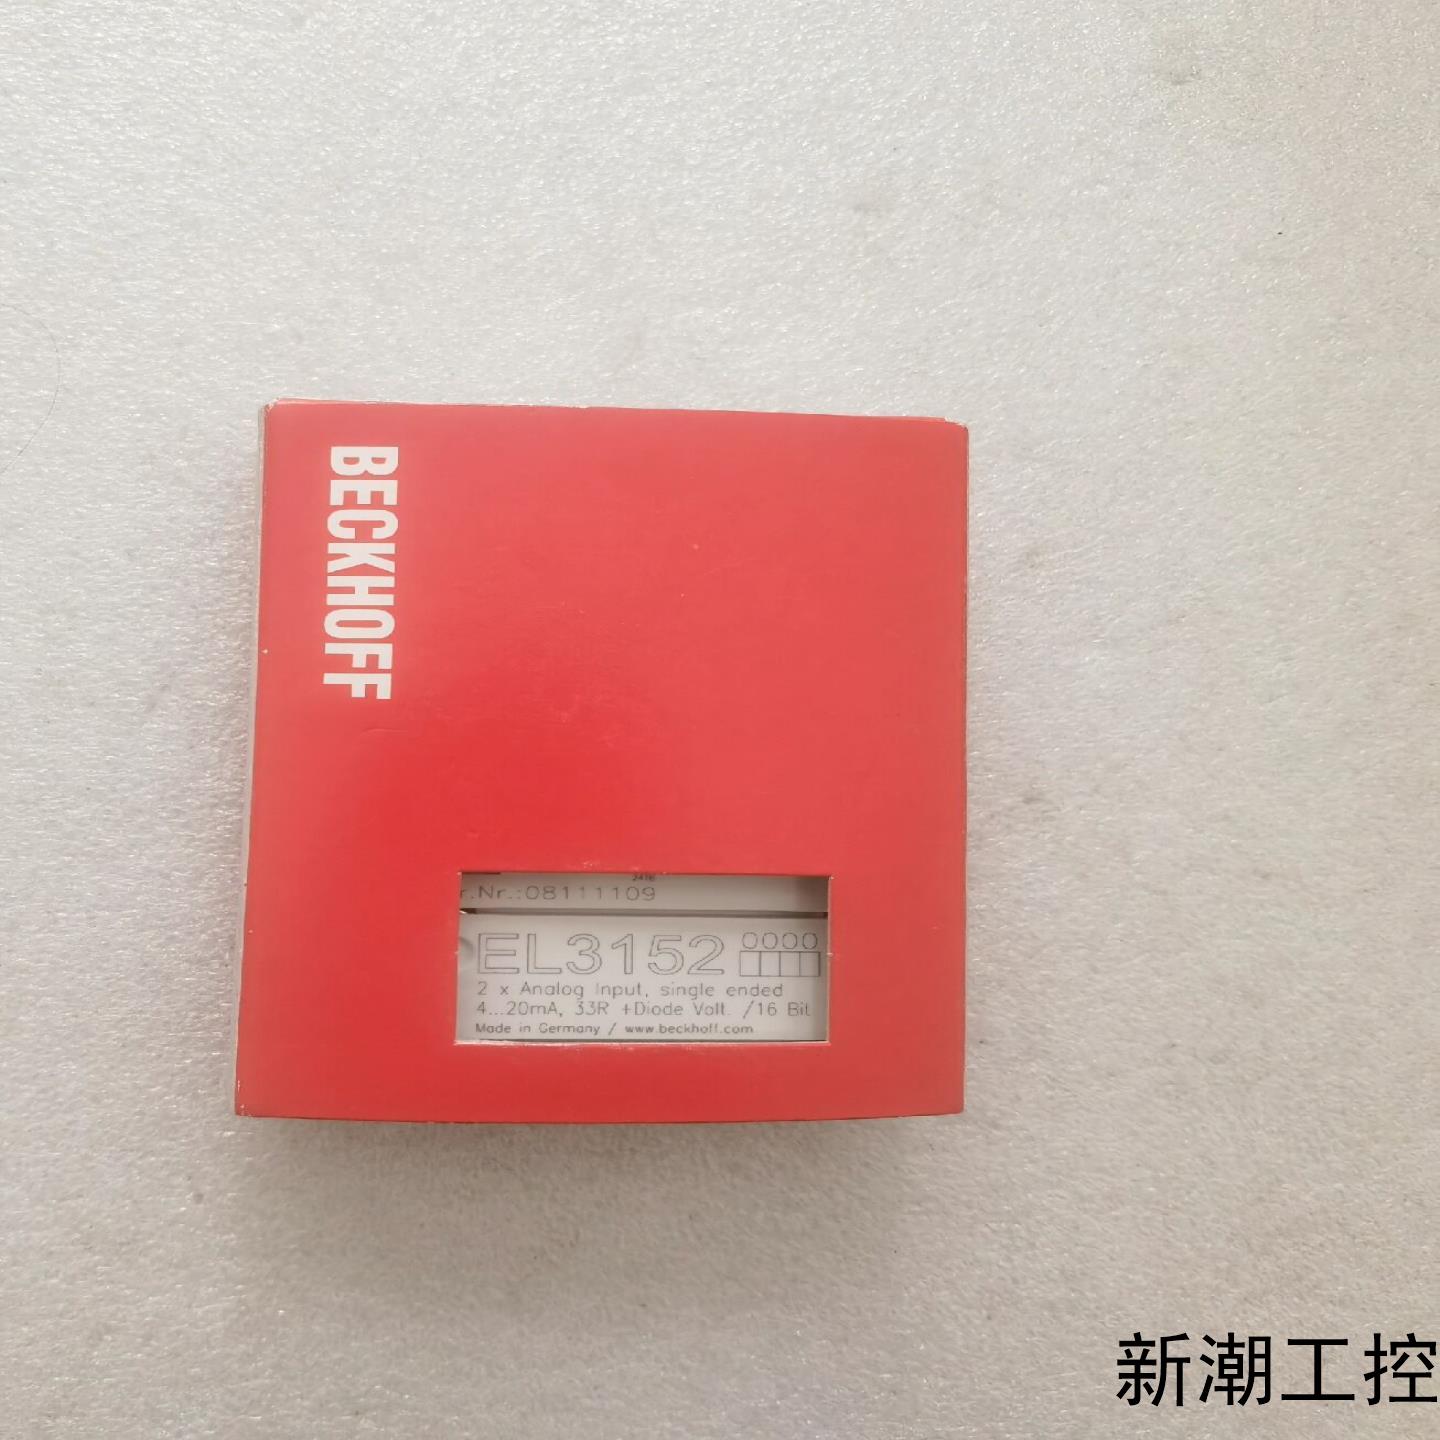 BECKHOFF
r.Nr.:08111109
EL3152 0000
2 x Analog Input, single ended
4...20mA, 33R +Diode Volt. /16 Bit
Made in Germany / www.beckhoff.com
新潮工控